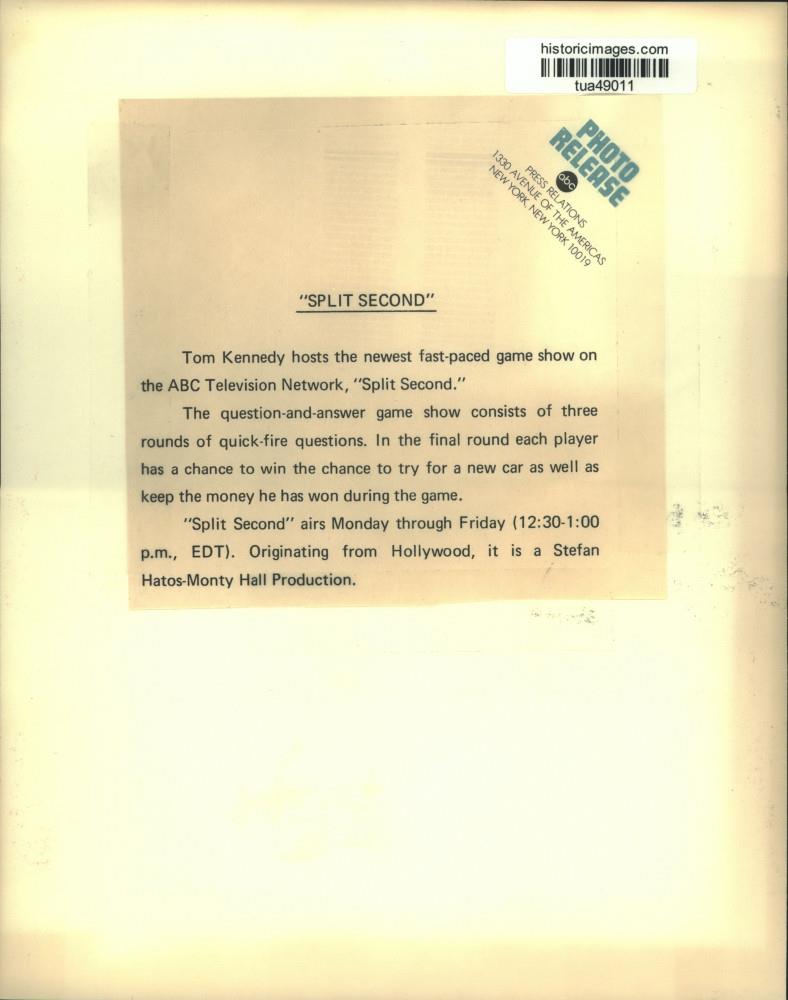 historicimages.com
tua49011
PHOTO
RELEASE
abc
PRESS RELATIONS
1330 AVENUE OF THE AMERICAS
NEW YORK, NEW YORK 10019
"SPLIT SECOND"
Tom Kennedy hosts the newest fast-paced game show on
the ABC Television Network, "Split Second."
The question-and-answer game show consists of three
rounds of quick-fire questions. In the final round each player
has a chance to win the chance to try for a new car as well as
keep the money he has won during the game.
"Split Second" airs Monday through Friday (12:30-1:00
p.m., EDT). Originating from Hollywood, it is a Stefan
Hatos-Monty Hall Production.